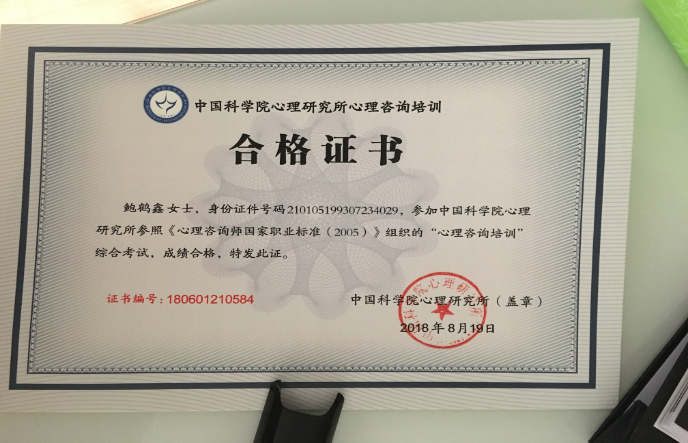 中国科学院心理研究所心理咨询培训
合格证书
鲍鹤鑫女士，身份证件号码210105199307234029，参加中国科学院心理
研究所参照《心理咨询师国家职业标准（2005）》组织的“心理咨询培训”
综合考试，成绩合格，特发此证。
证书编号：180601210584
中国科学院心理研究所（盖章）
2018年8月19日